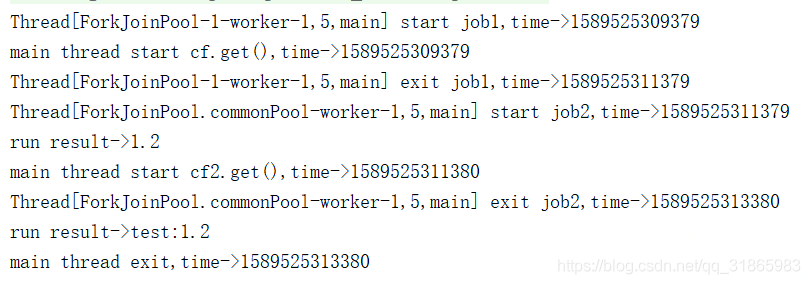 Thread[ForkJoinPool-1-worker-1,5,main] start job1,time->1589525309379
main thread start cf.get(),time->1589525309379
Thread[ForkJoinPool-1-worker-1,5,main] exit job1,time->1589525311379
Thread[ForkJoinPool.commonPool-worker-1,5,main] start job2,time->1589525311379
run result->1.2
main thread start cf2.get(),time->1589525311380
Thread[ForkJoinPool.commonPool-worker-1,5,main] exit job2,time->1589525313380
run result->test:1.2
main thread exit,time->1589525313380
https://blog.csdn.net/qq_31865983